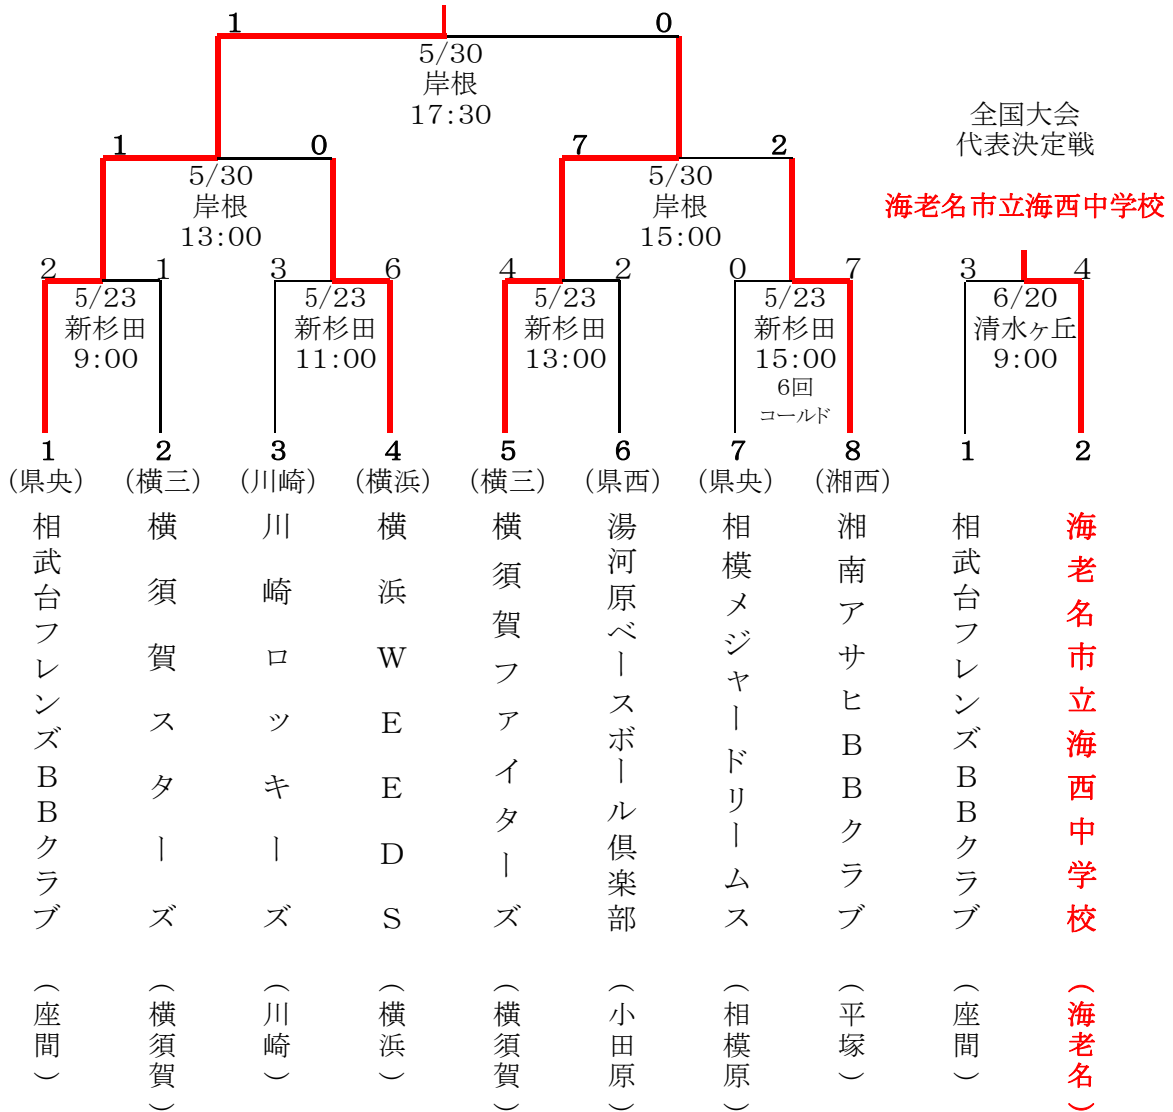 1
0
5/30
岸根
17:30
全国大会
代表決定戦
海老名市立海西中学校
1
0
5/30
岸根
13:00
7
2
5/30
岸根
15:00
2
1
5/23
新杉田
9:00
3
6
5/23
新杉田
11:00
4
2
5/23
新杉田
13:00
0
7
5/23
新杉田
15:00
6回
コールド
3
4
6/20
清水ヶ丘
9:00
1
(県央)
相武台フレンズBBクラブ
(座間)
2
(横三)
横須賀スターズ
(横須賀)
3
(川崎)
川崎ロッキーズ
(川崎)
4
(横浜)
横浜WEEDS
(横浜)
5
(横三)
横須賀ファイターズ
(横須賀)
6
(県西)
湯河原ベースボール倶楽部
(小田原)
7
(県央)
相模メジャードリームス
(相模原)
8
(湘西)
湘南アサヒBBクラブ
(平塚)
1
相武台フレンズBBクラブ
(座間)
2
海老名市立海西中学校
(海老名)